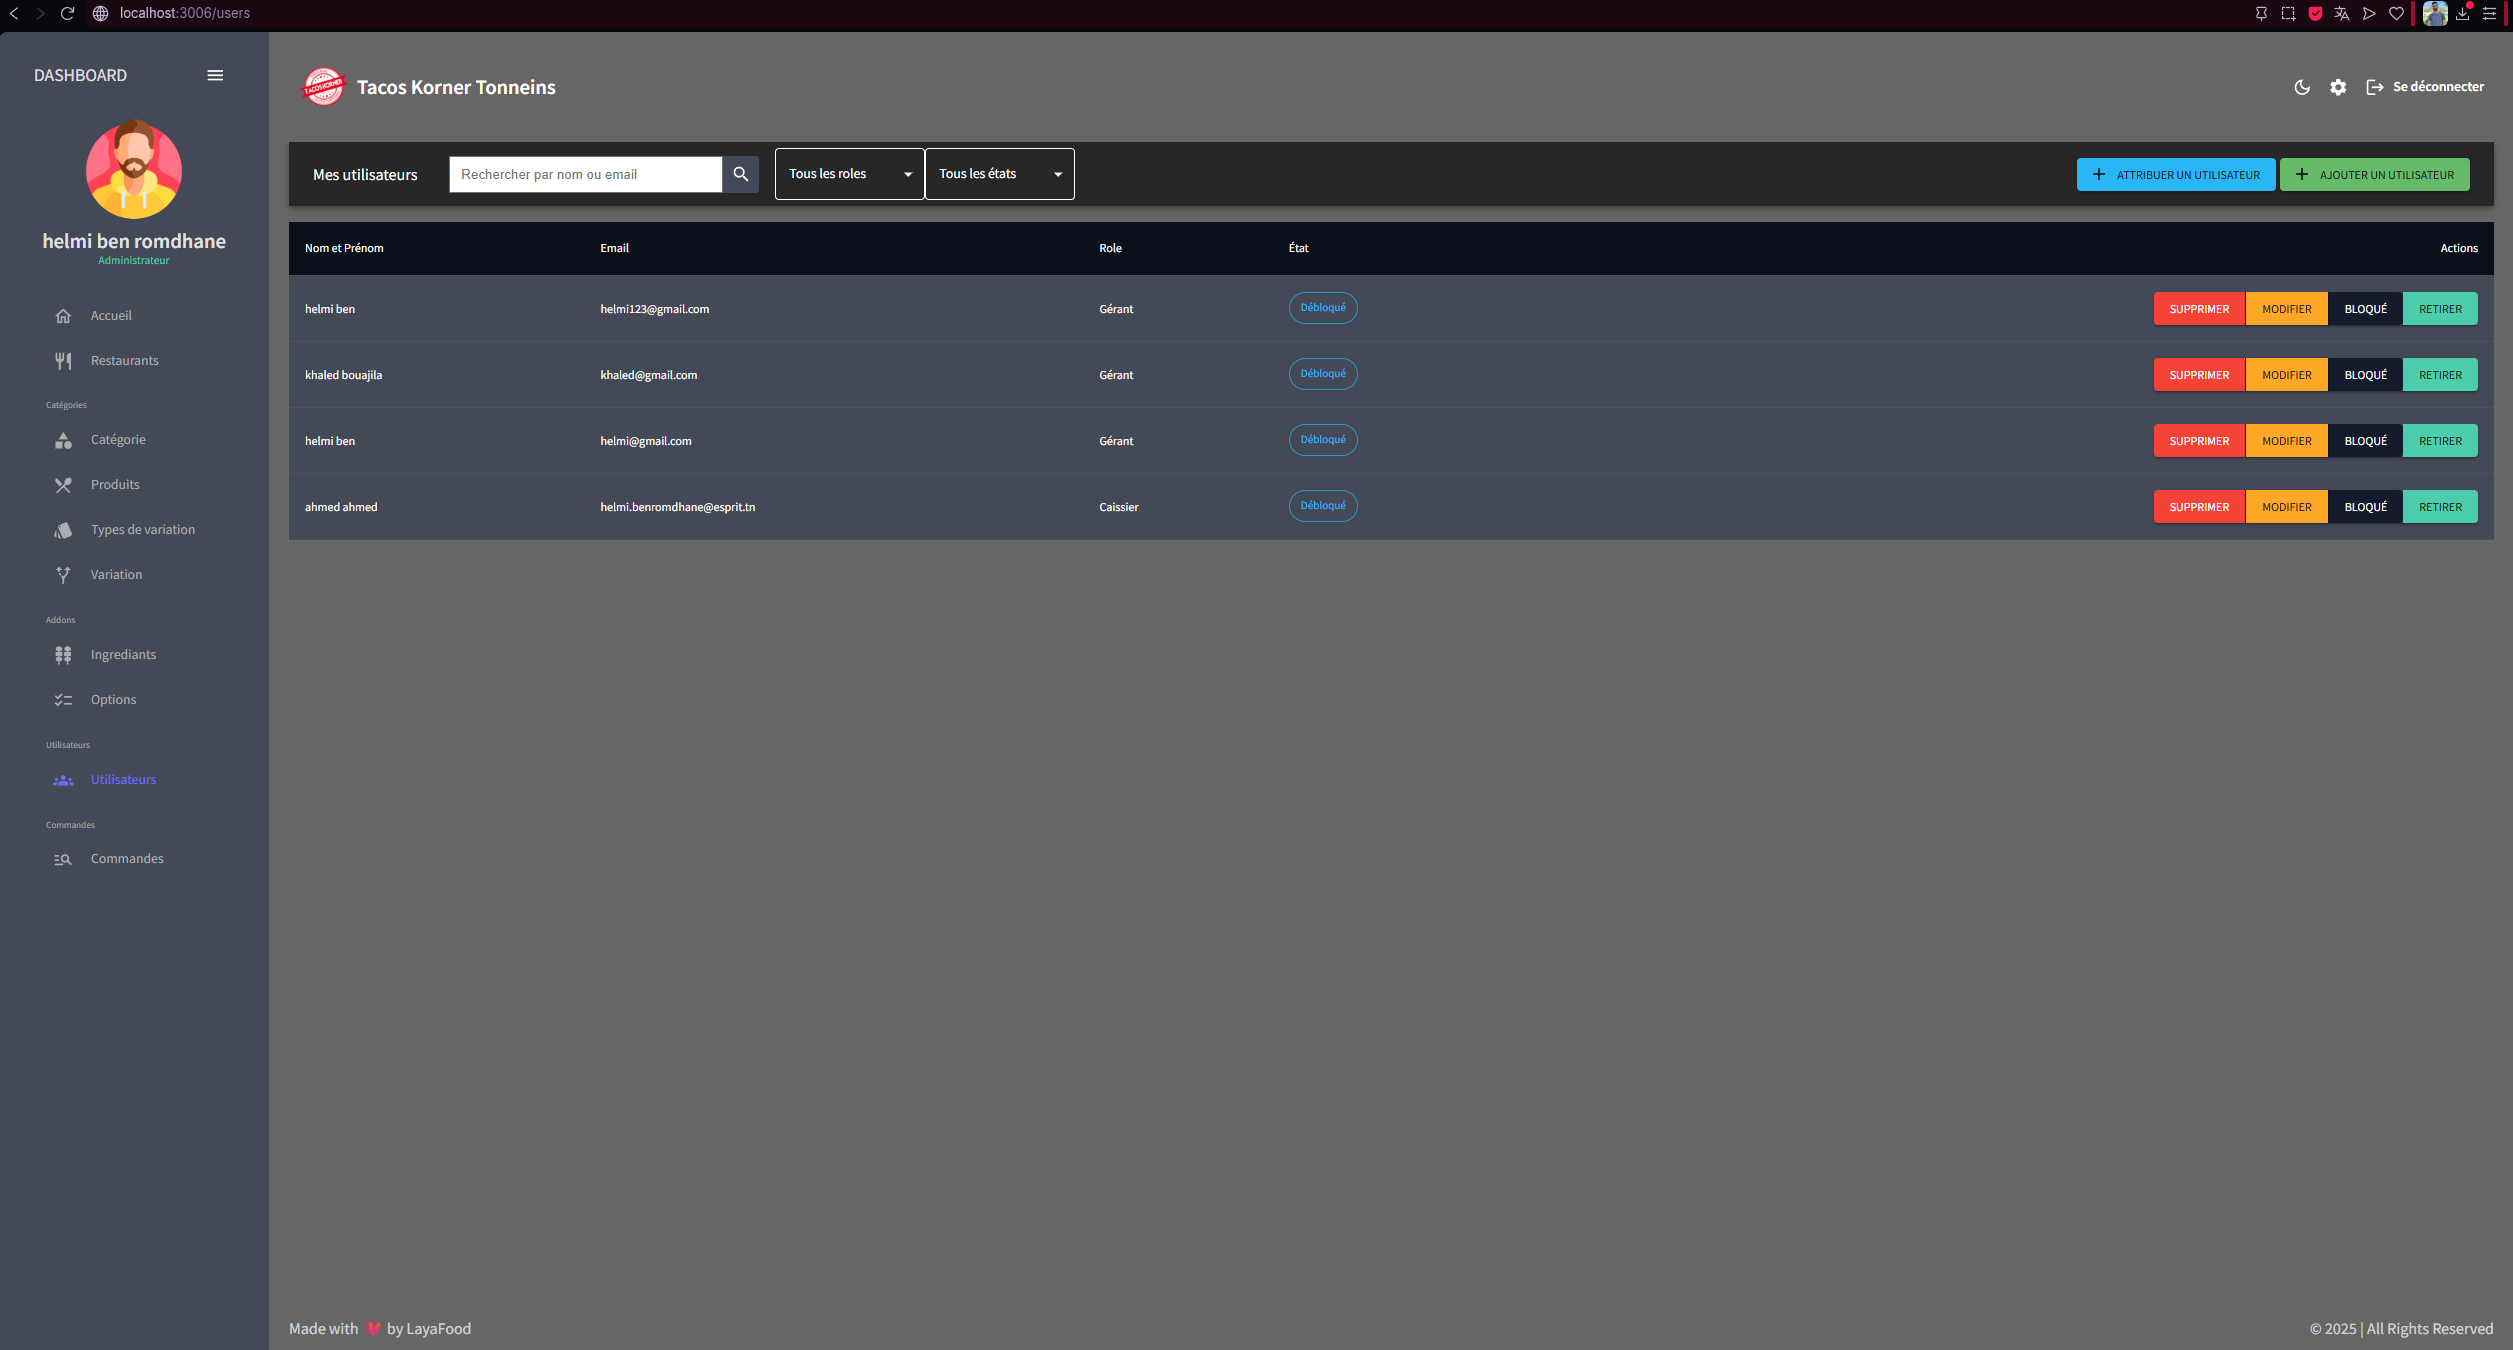 localhost:3006/users
DASHBOARD
helmi ben romdhane
Administrateur
Accueil
Restaurants
Catégories
Catégorie
Produits
Types de variation
Variation
Addons
Ingrediants
Options
Utilisateurs
Utilisateurs
Commandes
Commandes
TACOS KORNER
Tacos Korner Tonneins
Se déconnecter
Mes utilisateurs
Rechercher par nom ou email
Tous les roles
Tous les états
ATTRIBUER UN UTILISATEUR
AJOUTER UN UTILISATEUR
Nom et Prénom Email Role État Actions
helmi ben helmi123@gmail.com Gérant Débloqué SUPPRIMER MODIFIER BLOQUÉ RETIRER
khaled bouajila khaled@gmail.com Gérant Débloqué SUPPRIMER MODIFIER BLOQUÉ RETIRER
helmi ben helmi@gmail.com Gérant Débloqué SUPPRIMER MODIFIER BLOQUÉ RETIRER
ahmed ahmed helmi.benromdhane@esprit.tn Caissier Débloqué SUPPRIMER MODIFIER BLOQUÉ RETIRER
Made with by LayaFood
© 2025 | All Rights Reserved